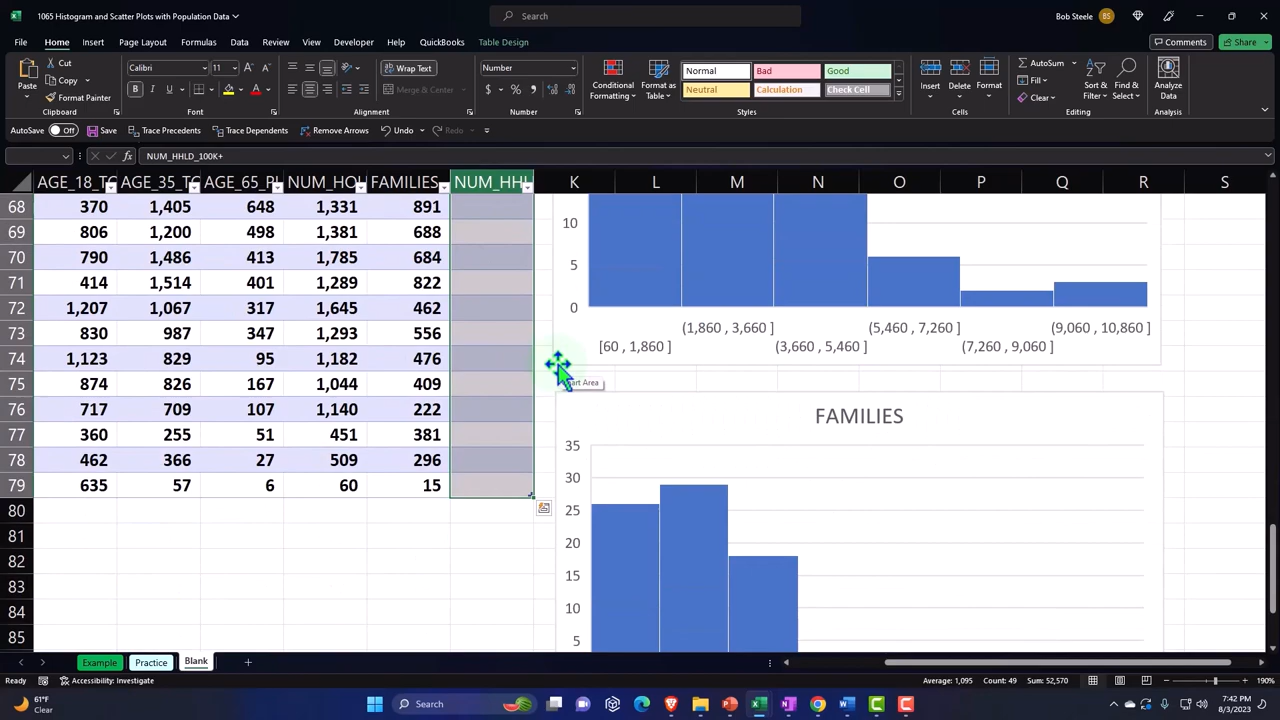 1065 Histogram and Scatter Plots with Population Data
Search
Bob Steele BS
File Home Insert Draw Page Layout Formulas Data Review View Developer Help QuickBooks Table Design
Comments Share
Paste Cut Copy Format Painter
Calibri 11
Wrap Text
Merge & Center
Number
Conditional Formatting Format as Table
Normal Bad Good
Neutral Calculation Check Cell
Insert Delete Format
AutoSum Fill Clear
Sort & Filter Find & Select
Analyze Data
Clipboard Font Alignment Number Styles Cells Editing Analysis
AutoSave Off Save Trace Precedents Trace Dependents Remove Arrows Undo Redo
NUM_HHLD_100K+
AGE_18_TO AGE_35_TO AGE_65_PL NUM_HOU FAMILIES NUM_HHL K L M N O P Q R S
68 370 1,405 648 1,331 891
69 806 1,200 498 1,381 688
70 790 1,486 413 1,785 684
71 414 1,514 401 1,289 822
72 1,207 1,067 317 1,645 462
73 830 987 347 1,293 556
74 1,123 829 95 1,182 476
75 874 826 167 1,044 409
76 717 709 107 1,140 222
77 360 255 51 451 381
78 462 366 27 509 296
79 635 57 6 60 15
80
81
82
83
84
85
10
5
0
(1,860 , 3,660 ] (5,460 , 7,260 ] (9,060 , 10,860 ]
[60 , 1,860 ] (3,660 , 5,460 ] (7,260 , 9,060 ]
Area
FAMILIES
35
30
25
20
15
10
5
Example Practice Blank
Ready Accessibility: Investigate
Average: 1,095 Count: 49 Sum: 52,570
190%
61°F
Clear
Search
7:42 PM
8/3/2023